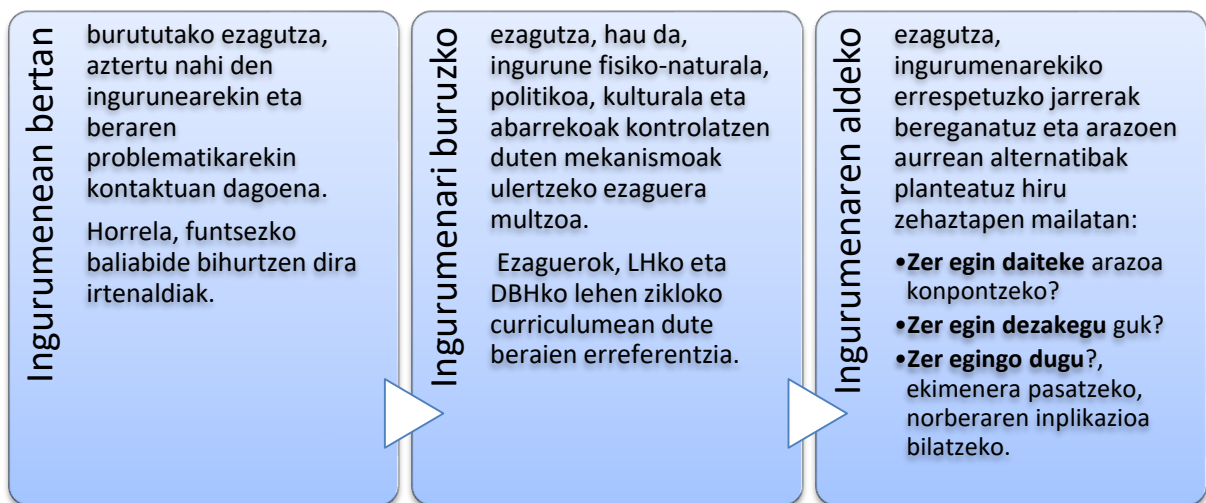 Ingurumenean bertan
burututako ezagutza,
aztertu nahi den
ingurunearekin eta
beraren
problematikarekin
kontaktuan dagoena.
Horrela, funtsezko
baliabide bihurtzen dira
irtenaldiak.
Ingurumenari buruzko
ezagutza, hau da,
ingurune fisiko-naturala,
politikoa, kulturala eta
abarrekoak kontrolatzen
duten mekanismoak
ulertzeko ezaguera
multzoa.
Ezaguerok, LHko eta
DBHko lehen zikloko
curriculumean dute
beraien erreferentzia.
Ingurumenaren aldeko
ezagutza,
ingurumenarekiko
errespetuzko jarrerak
bereganatuz eta arazoen
aurrean alternatibak
planteatuz hiru
zehaztapen mailatan:
•Zer egin daiteke arazoa
konpontzeko?
•Zer egin dezakegu guk?
•Zer egingo dugu?,
ekimenera pasatzeko,
norberaren inplikazioa
bilatzeko.